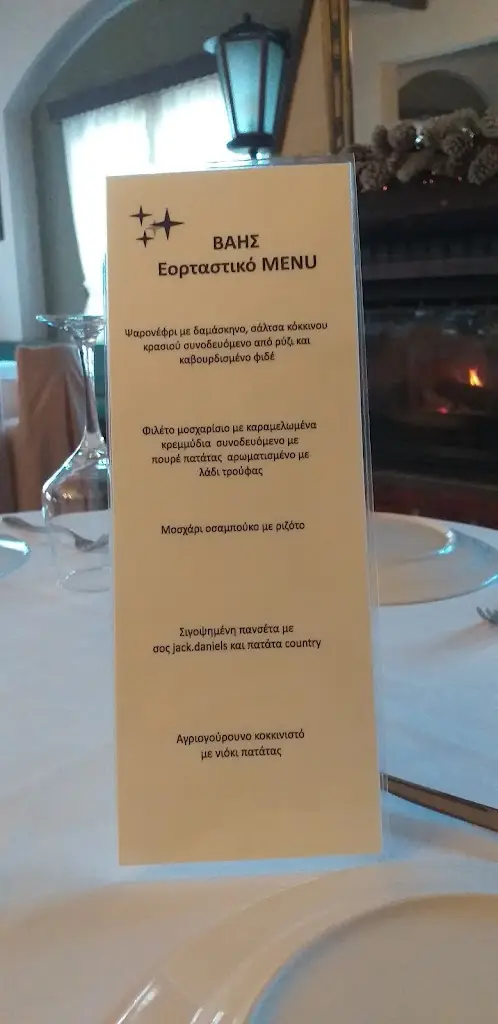 ΒΑΗΣ
Εορταστικό MENU
Ψαρονέφρι με δαμάσκηνο, σάλτσα κόκκινου
κρασιού συνοδευόμενο από ρύζι και
καβουρδισμένο φιδέ
Φιλέτο μοσχαρίσιο με καραμελωμένα
κρεμμύδια συνοδευόμενο με
πουρέ πατάτας αρωματισμένο με
λάδι τρούφας
Μοσχάρι οσαμπούκο με ριζότο
Σιγοψημένη πανσέτα με
σος jack.daniels και πατάτα country
Αγριογούρουνο κοκκινιστό
με νιόκι πατάτας